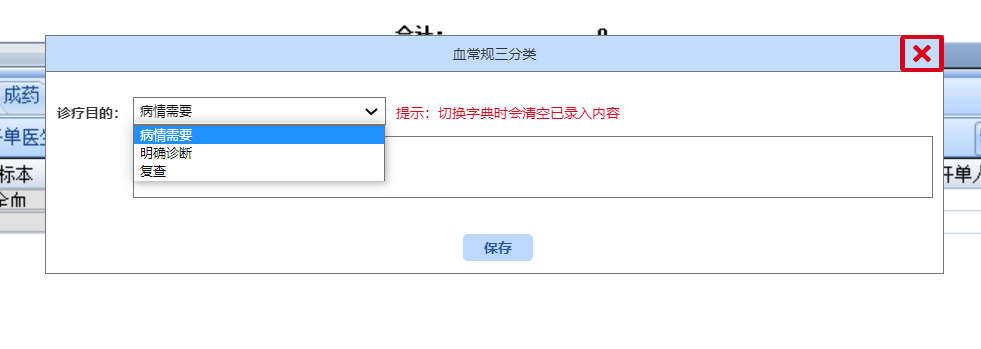 合计:
0
血常规三分类
成药
诊疗目的：
病情需要
提示：切换字典时会清空已录入内容
单医生
病情需要
明确诊断
标本
复查
开单人
全血
保存